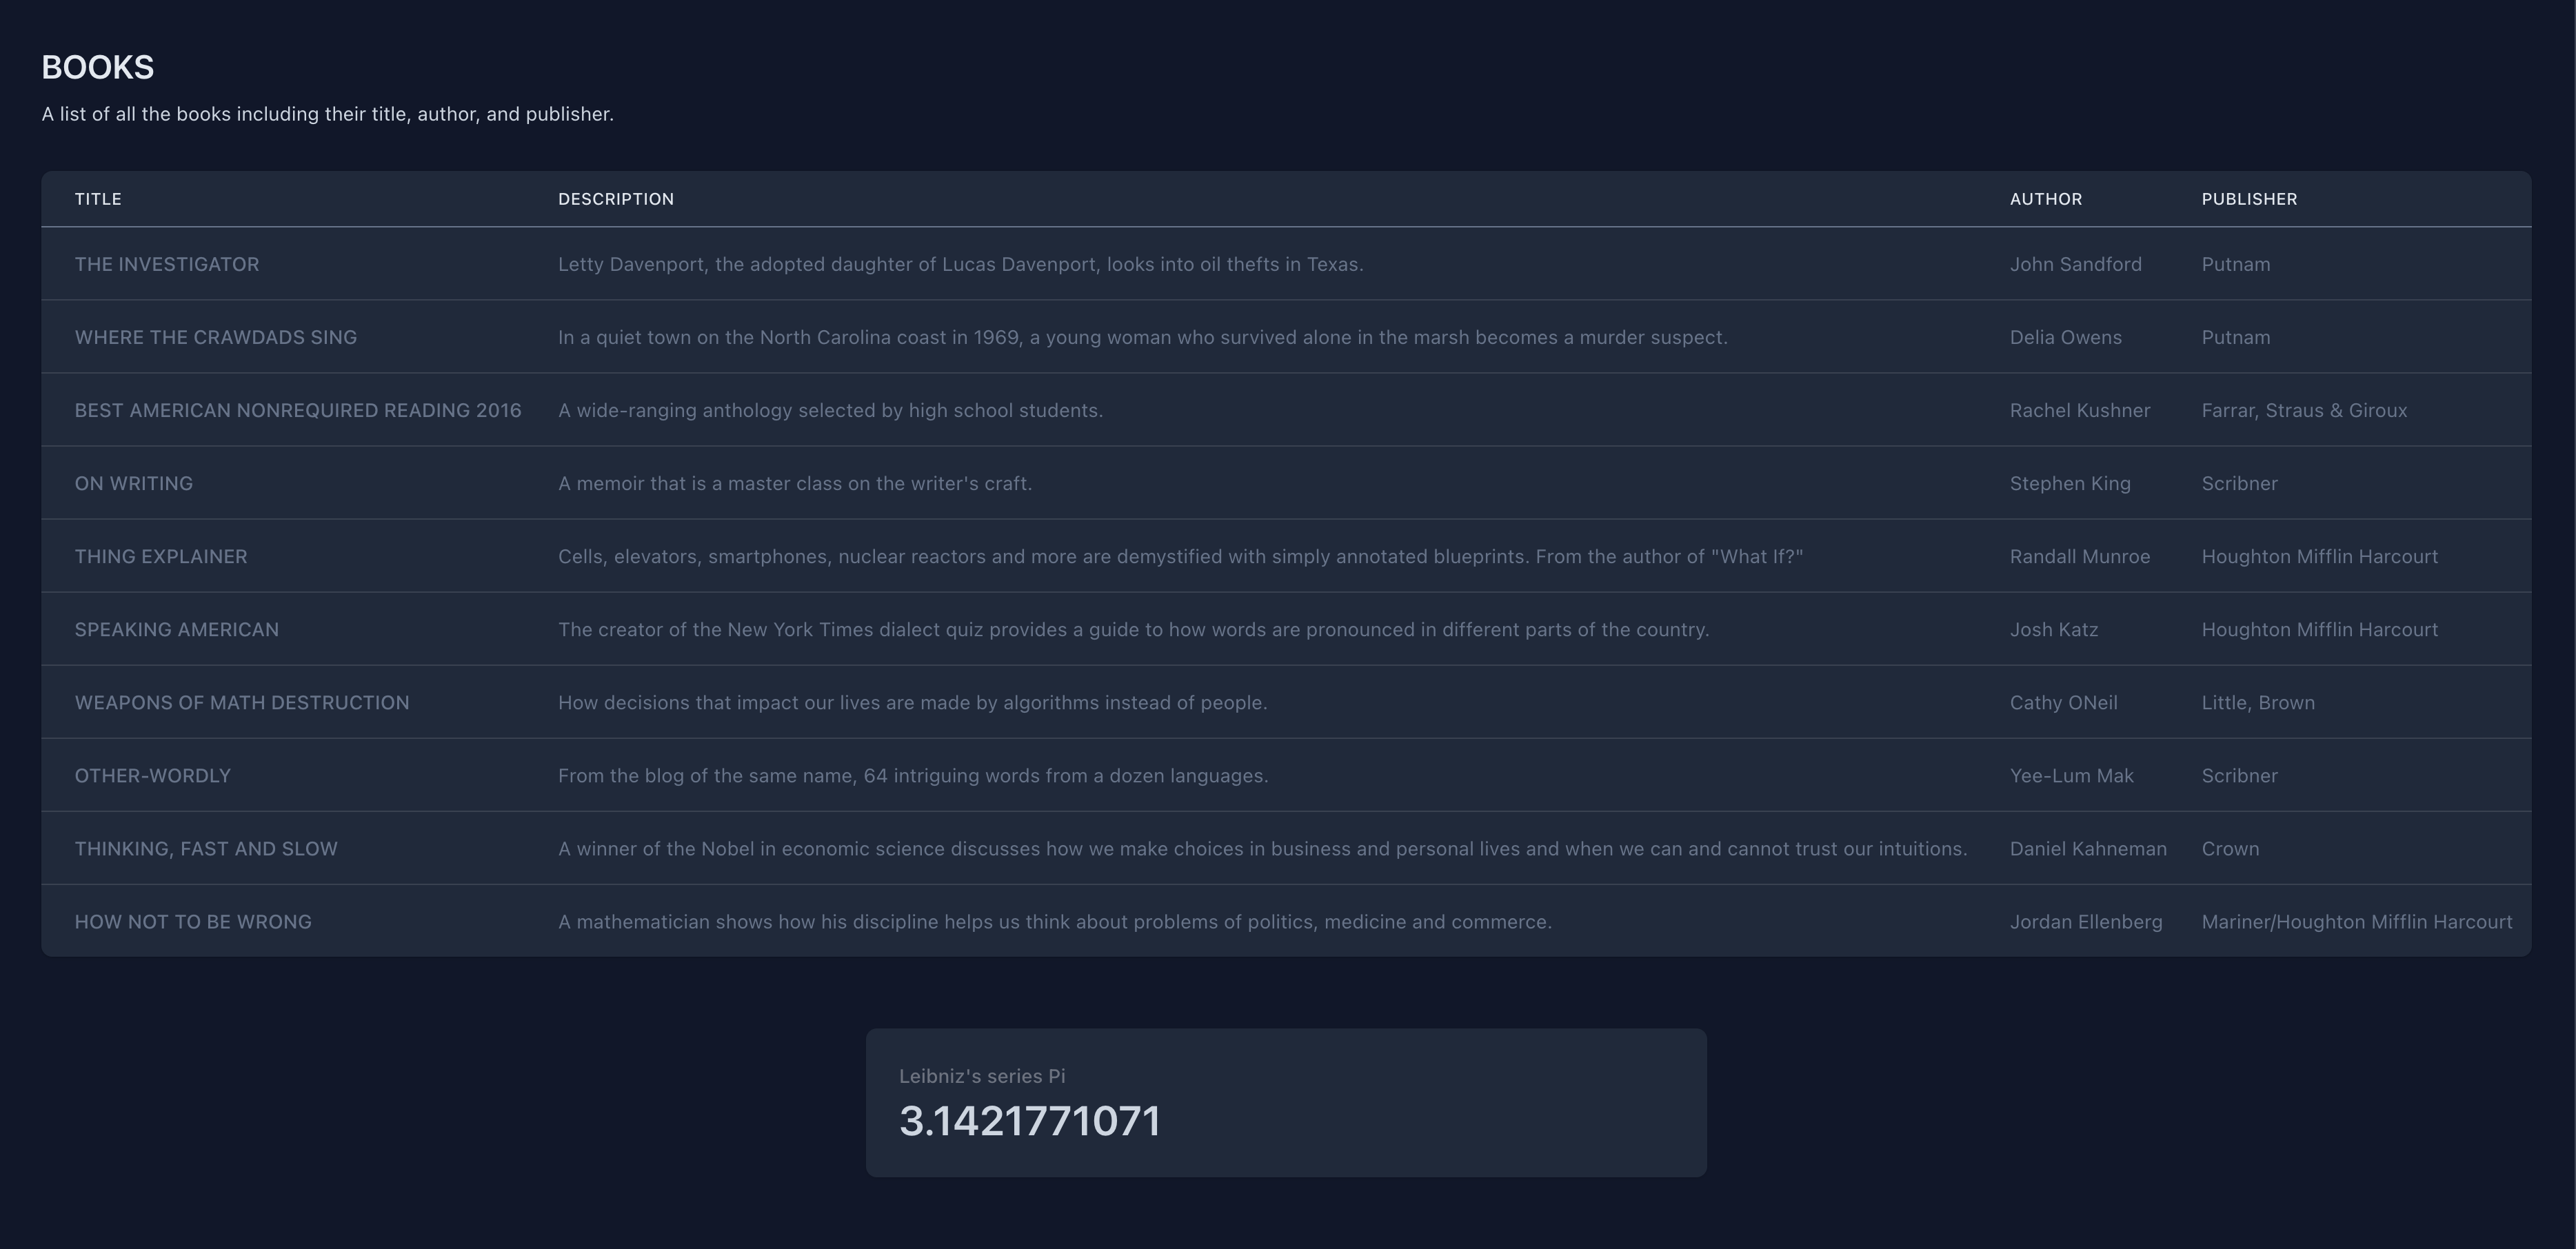 BOOKS
A list of all the books including their title, author, and publisher.
TITLE DESCRIPTION AUTHOR PUBLISHER
THE INVESTIGATOR Letty Davenport, the adopted daughter of Lucas Davenport, looks into oil thefts in Texas. John Sandford Putnam
WHERE THE CRAWDADS SING In a quiet town on the North Carolina coast in 1969, a young woman who survived alone in the marsh becomes a murder suspect. Delia Owens Putnam
BEST AMERICAN NONREQUIRED READING 2016 A wide-ranging anthology selected by high school students. Rachel Kushner Farrar, Straus & Giroux
ON WRITING A memoir that is a master class on the writer's craft. Stephen King Scribner
THING EXPLAINER Cells, elevators, smartphones, nuclear reactors and more are demystified with simply annotated blueprints. From the author of "What If?" Randall Munroe Houghton Mifflin Harcourt
SPEAKING AMERICAN The creator of the New York Times dialect quiz provides a guide to how words are pronounced in different parts of the country. Josh Katz Houghton Mifflin Harcourt
WEAPONS OF MATH DESTRUCTION How decisions that impact our lives are made by algorithms instead of people. Cathy ONeil Little, Brown
OTHER-WORDLY From the blog of the same name, 64 intriguing words from a dozen languages. Yee-Lum Mak Scribner
THINKING, FAST AND SLOW A winner of the Nobel in economic science discusses how we make choices in business and personal lives and when we can and cannot trust our intuitions. Daniel Kahneman Crown
HOW NOT TO BE WRONG A mathematician shows how his discipline helps us think about problems of politics, medicine and commerce. Jordan Ellenberg Mariner/Houghton Mifflin Harcourt
Leibniz's series Pi
3.1421771071